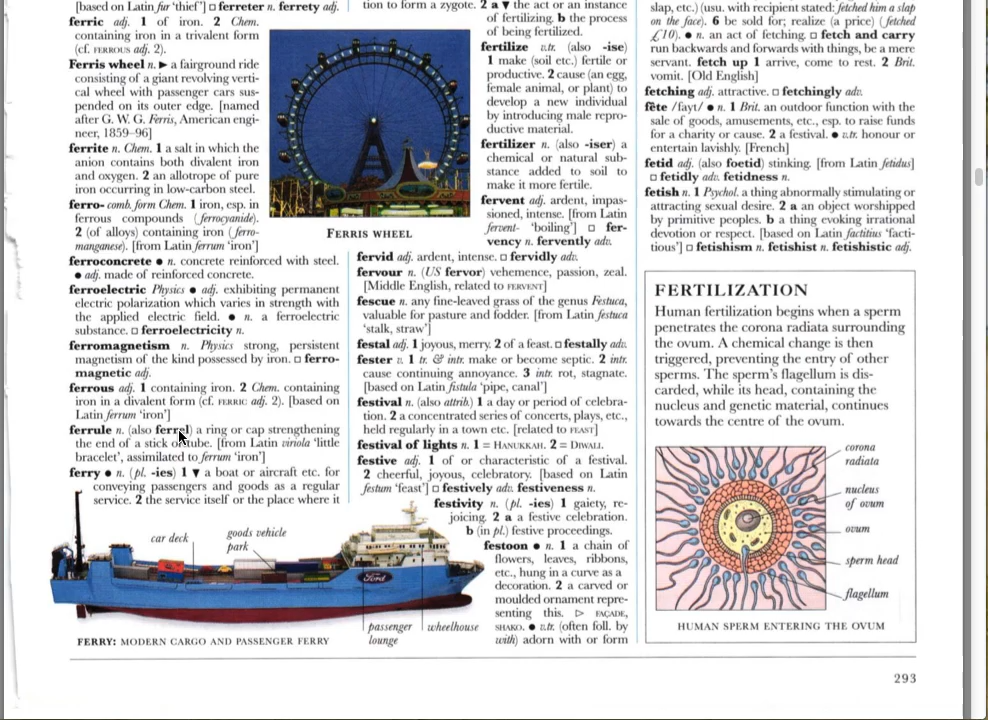 [based on Latin fur 'thief'] □ ferreter n. ferrety adj.
ferric adj. 1 of iron. 2 Chem.
containing iron in a trivalent form
(cf. FERROUS adj. 2).
Ferris wheel n. ► a fairground ride
consisting of a giant revolving verti-
cal wheel with passenger cars sus-
pended on its outer edge. [named
after G. W. G. Ferris, American engi-
neer, 1859–96]
ferrite n. Chem. 1 a salt in which the
anion contains both divalent iron
and oxygen. 2 an allotrope of pure
iron occurring in low-carbon steel.
ferro- comb. form Chem. 1 iron, esp. in
ferrous compounds (ferrocyanide).
2 (of alloys) containing iron (ferro-
manganese). [from Latin ferrum 'iron']
ferroconcrete ● n. concrete reinforced with steel.
● adj. made of reinforced concrete.
ferroelectric Physics ● adj. exhibiting permanent
electric polarization which varies in strength with
the applied electric field. ● n. a ferroelectric
substance. □ ferroelectricity n.
ferromagnetism n. Physics strong, persistent
magnetism of the kind possessed by iron. □ ferro-
magnetic adj.
ferrous adj. 1 containing iron. 2 Chem. containing
iron in a divalent form (cf. FERRIC adj. 2). [based on
Latin ferrum 'iron']
ferrule n. (also ferrel) a ring or cap strengthening
the end of a stick or tube. [from Latin viriola 'little
bracelet', assimilated to ferrum 'iron']
ferry ● n. (pl. -ies) 1 ▼ a boat or aircraft etc. for
conveying passengers and goods as a regular
service. 2 the service itself or the place where it
car deck
goods vehicle
park
Ford
passenger
lounge
wheelhouse
FERRY: MODERN CARGO AND PASSENGER FERRY
tion to form a zygote. 2 a ▼ the act or an instance
of fertilizing. b the process
of being fertilized.
fertilize v.tr. (also -ise)
1 make (soil etc.) fertile or
productive. 2 cause (an egg,
female animal, or plant) to
develop a new individual
by introducing male repro-
ductive material.
fertilizer n. (also -iser) a
chemical or natural sub-
stance added to soil to
make it more fertile.
fervent adj. ardent, impas-
sioned, intense. [from Latin
fervent- 'boiling'] □ fer-
vency n. fervently adv.
FERRIS WHEEL
fervid adj. ardent, intense. □ fervidly adv.
fervour n. (US fervor) vehemence, passion, zeal.
[Middle English, related to FERVENT]
fescue n. any fine-leaved grass of the genus Festuca,
valuable for pasture and fodder. [from Latin festuca
'stalk, straw']
festal adj. 1 joyous, merry. 2 of a feast. □ festally adv.
fester v. 1 tr. & intr. make or become septic. 2 intr.
cause continuing annoyance. 3 intr. rot, stagnate.
[based on Latin fistula 'pipe, canal']
festival n. (also attrib.) 1 a day or period of celebra-
tion. 2 a concentrated series of concerts, plays, etc.,
held regularly in a town etc. [related to FEAST]
festival of lights n. 1 = HANUKKAH. 2 = DIWALI.
festive adj. 1 of or characteristic of a festival.
2 cheerful, joyous, celebratory. [based on Latin
festum 'feast'] □ festively adv. festiveness n.
festivity n. (pl. -ies) 1 gaiety, re-
joicing. 2 a a festive celebration.
b (in pl.) festive proceedings.
festoon ● n. 1 a chain of
flowers, leaves, ribbons,
etc., hung in a curve as a
decoration. 2 a carved or
moulded ornament repre-
senting this. ▷ FAÇADE,
SHAKO. ● v.tr. (often foll. by
with) adorn with or form
slap, etc.) (usu. with recipient stated: fetched him a slap
on the face). 6 be sold for; realize (a price) (fetched
£10). ● n. an act of fetching. □ fetch and carry
run backwards and forwards with things, be a mere
servant. fetch up 1 arrive, come to rest. 2 Brit.
vomit. [Old English]
fetching adj. attractive. □ fetchingly adv.
fête /fayt/ ● n. 1 Brit. an outdoor function with the
sale of goods, amusements, etc., esp. to raise funds
for a charity or cause. 2 a festival. ● v.tr. honour or
entertain lavishly. [French]
fetid adj. (also foetid) stinking. [from Latin fetidus]
□ fetidly adv. fetidness n.
fetish n. 1 Psychol. a thing abnormally stimulating or
attracting sexual desire. 2 a an object worshipped
by primitive peoples. b a thing evoking irrational
devotion or respect. [based on Latin factitius 'facti-
tious'] □ fetishism n. fetishist n. fetishistic adj.
FERTILIZATION
Human fertilization begins when a sperm
penetrates the corona radiata surrounding
the ovum. A chemical change is then
triggered, preventing the entry of other
sperms. The sperm's flagellum is dis-
carded, while its head, containing the
nucleus and genetic material, continues
towards the centre of the ovum.
corona
radiata
nucleus
of ovum
ovum
sperm head
flagellum
HUMAN SPERM ENTERING THE OVUM
293